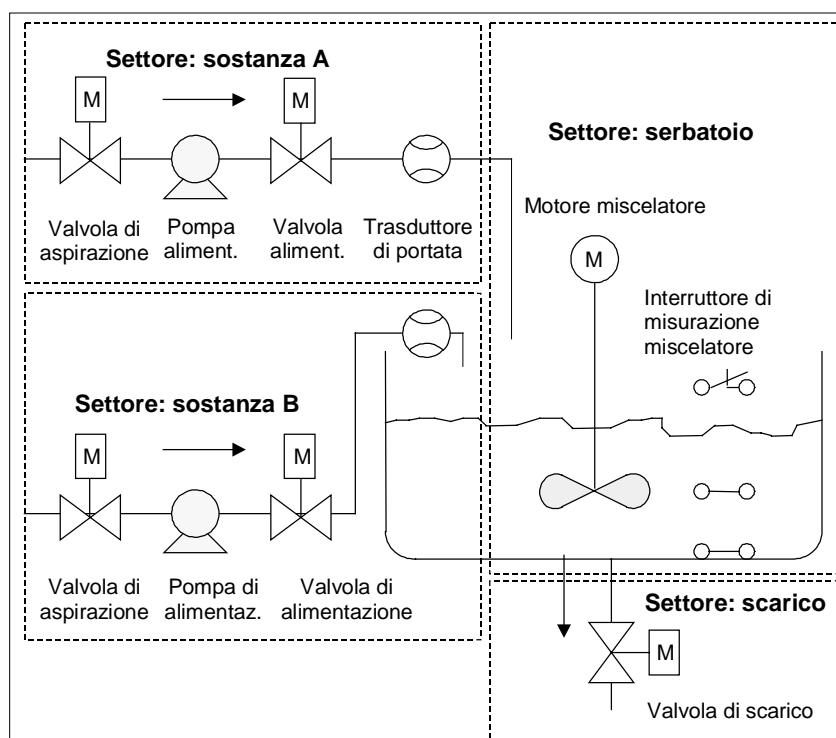 Settore: sostanza A
M
M
Valvola di
aspirazione
Pompa
aliment.
Valvola
aliment.
Trasduttore
di portata
Settore: serbatoio
Motore miscelatore
M
Interruttore di
misurazione
miscelatore
Settore: sostanza B
M
M
Valvola di
aspirazione
Pompa di
alimentaz.
Valvola di
alimentazione
Settore: scarico
M
Valvola di scarico